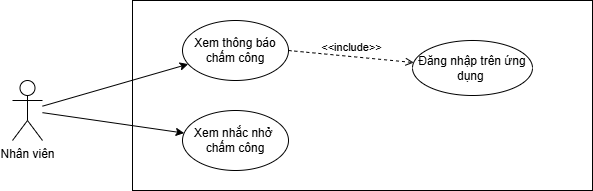 Xem thông báo
chấm công
<<include>>
Đăng nhập trên ứng
dụng
Xem nhắc nhở
chấm công
Nhân viên